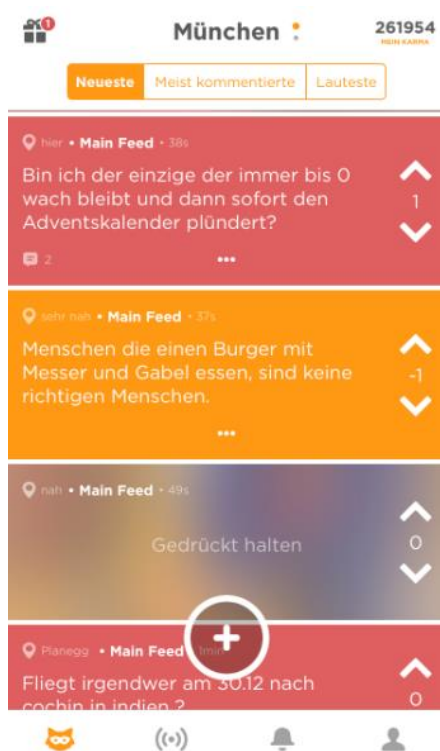 1
München
261954
MEIN KARMA
Neueste
Meist kommentierte
Lauteste
hier • Main Feed • 38s
Bin ich der einzige der immer bis 0
wach bleibt und dann sofort den
Adventskalender plündert?
1
2
sehr nah • Main Feed • 37s
Menschen die einen Burger mit
Messer und Gabel essen, sind keine
richtigen Menschen.
-1
nah • Main Feed • 49s
Gedrückt halten
0
Planegg • Main Feed • 1min
Fliegt irgendwer am 30.12 nach
cochin in indien ?
0